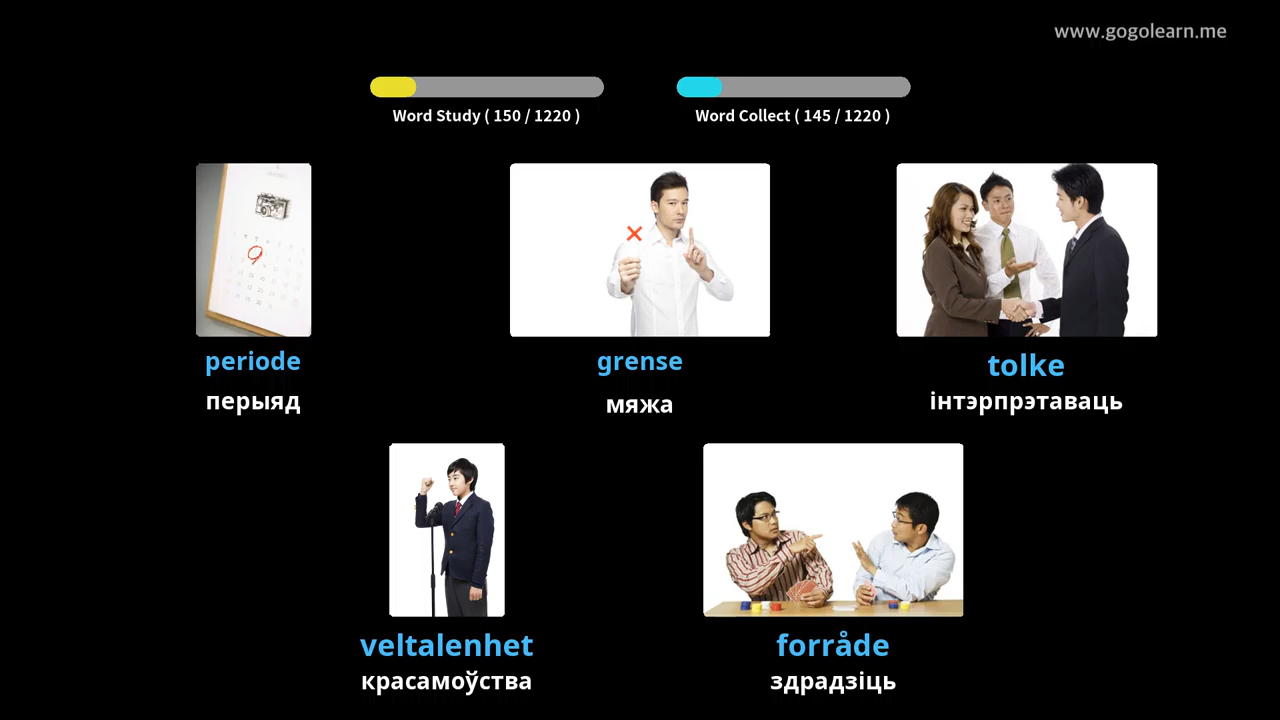 www.gogolearn.me
Word Study ( 150 / 1220 )
Word Collect ( 145 / 1220 )
periode
перыяд
grense
мяжа
tolke
інтэрпрэтаваць
veltalenhet
красамоўства
forråde
здрадзіць